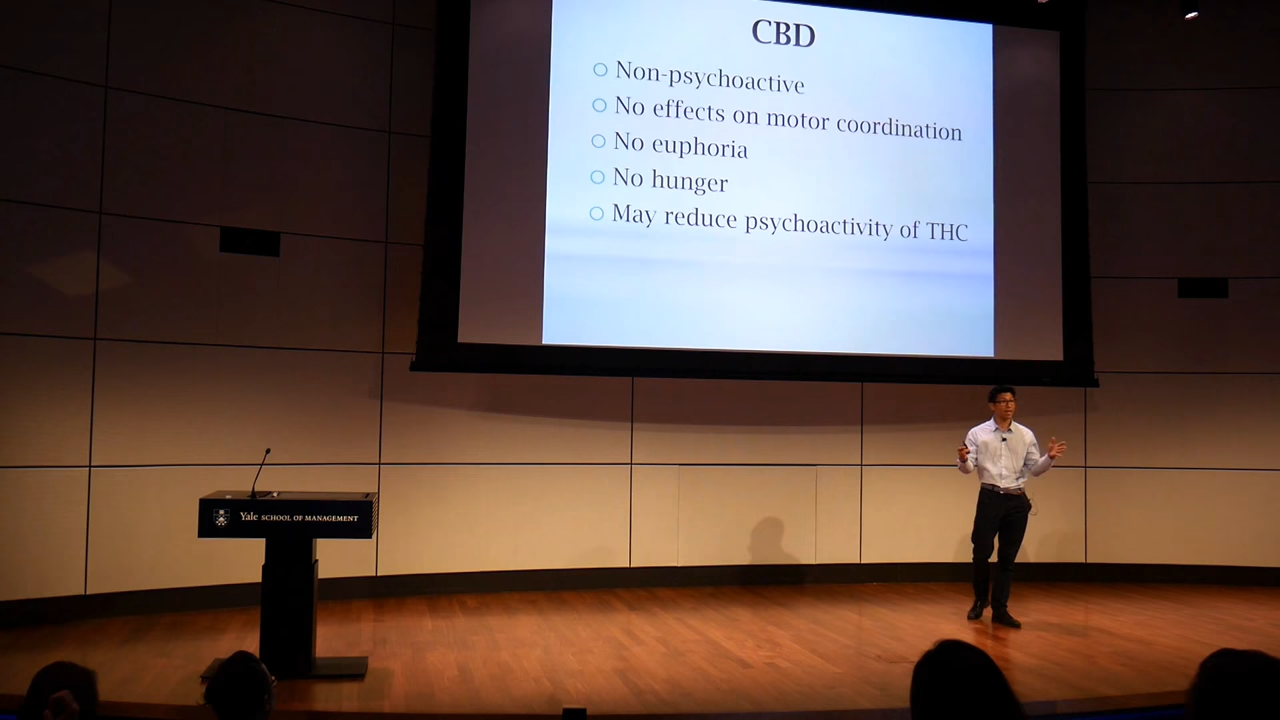 CBD
Non-psychoactive
No effects on motor coordination
No euphoria
No hunger
May reduce psychoactivity of THC
Yale SCHOOL OF MANAGEMENT